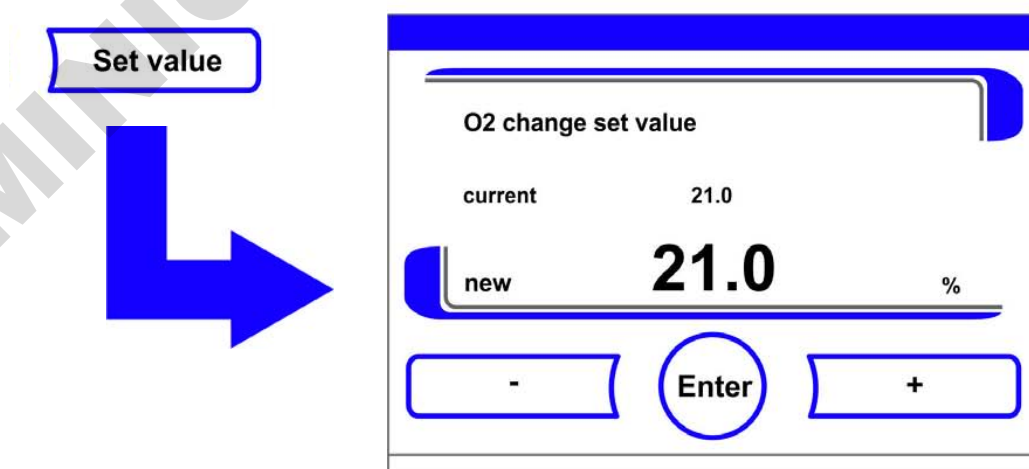 Set value
O2 change set value
current 21.0
new 21.0 %
- Enter +